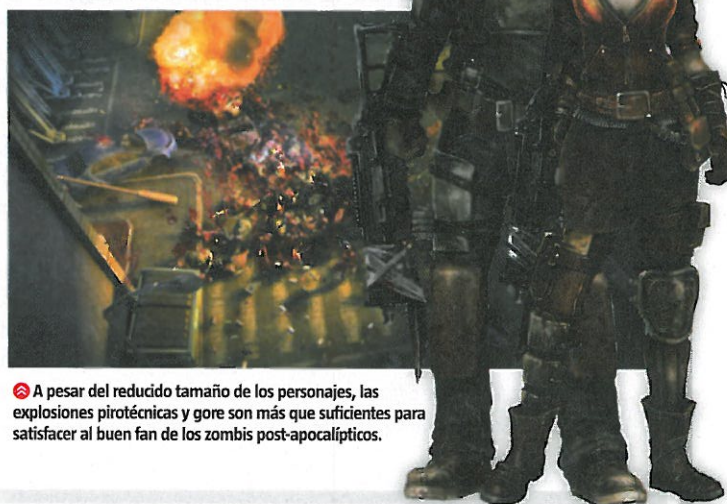 A pesar del reducido tamaño de los personajes, las
explosiones pirotécnicas y gore son más que suficientes para
satisfacer al buen fan de los zombis post-apocalípticos.